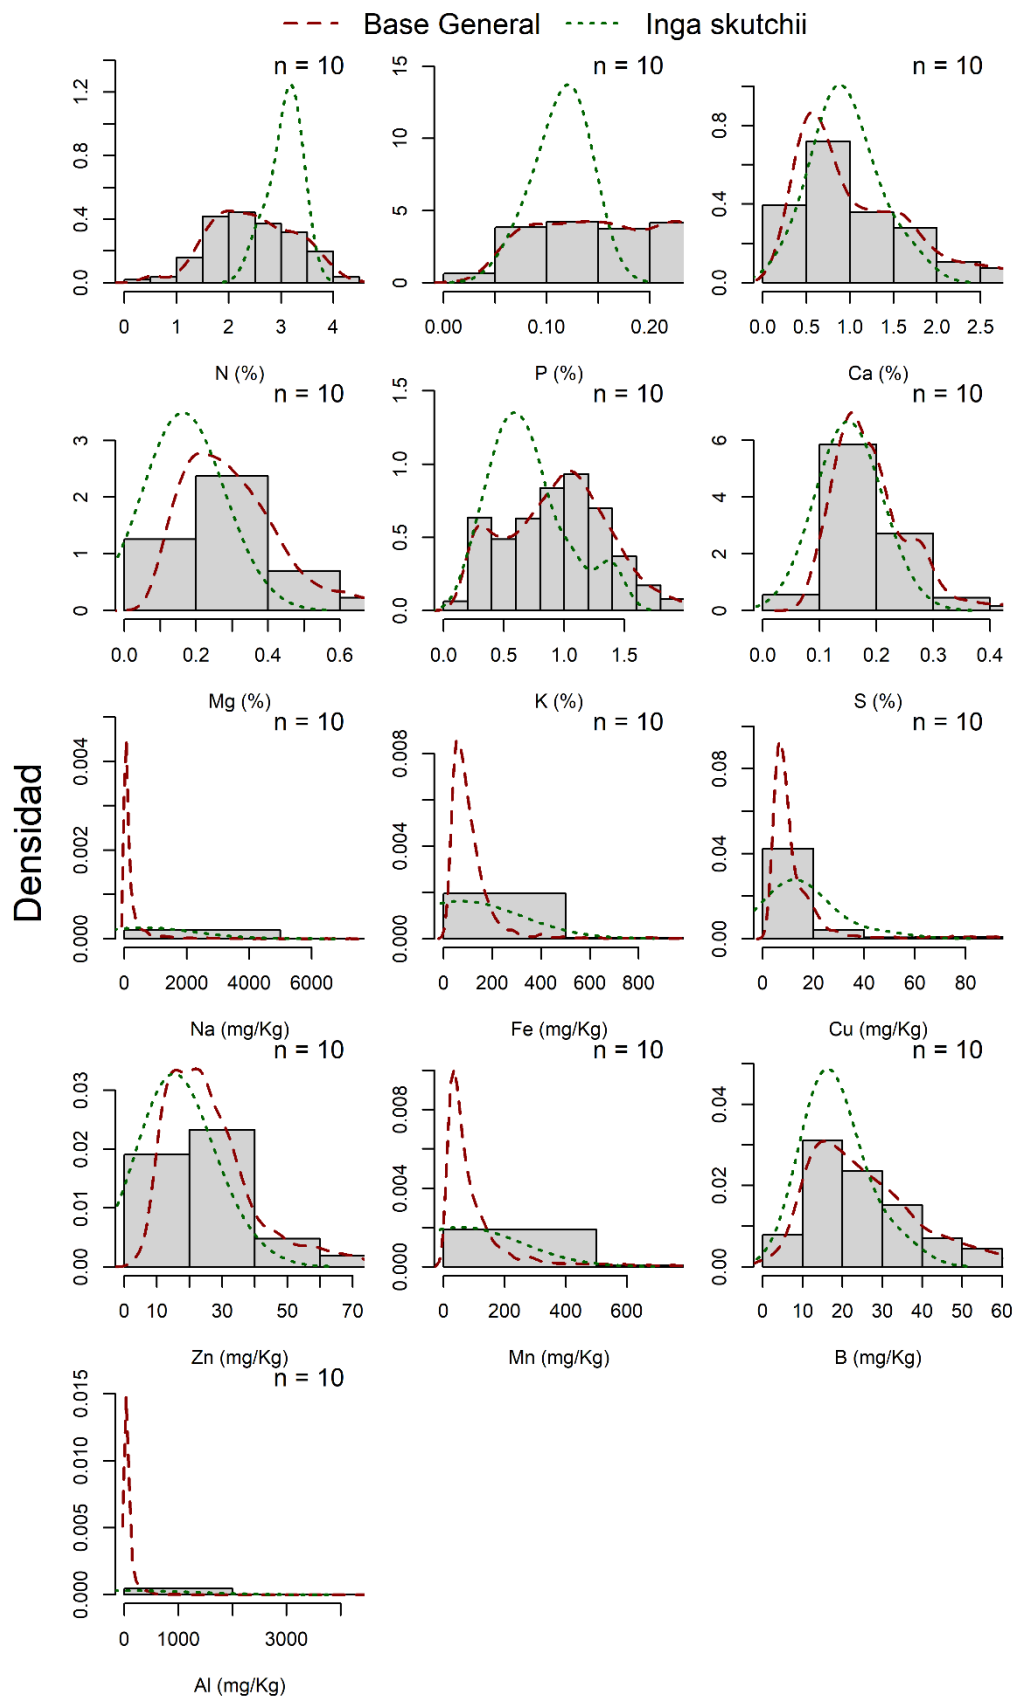 Base General Inga skutchii
Densidad
n = 10
0.0 0.4 0.8 1.2
0 1 2 3 4
N (%)
n = 10
0 5 10 15
0.00 0.10 0.20
P (%)
n = 10
0.0 0.4 0.8
0.0 0.5 1.0 1.5 2.0 2.5
Ca (%)
n = 10
0 1 2 3
0.0 0.2 0.4 0.6
Mg (%)
n = 10
0.0 0.5 1.0 1.5
0.0 0.5 1.0 1.5
K (%)
n = 10
0 2 4 6
0.0 0.1 0.2 0.3 0.4
S (%)
n = 10
0.000 0.002 0.004
0 2000 4000 6000
Na (mg/Kg)
n = 10
0.000 0.004 0.008
0 200 400 600 800
Fe (mg/Kg)
n = 10
0.00 0.04 0.08
0 20 40 60 80
Cu (mg/Kg)
n = 10
0.00 0.01 0.02 0.03
0 10 30 50 70
Zn (mg/Kg)
n = 10
0.000 0.004 0.008
0 200 400 600
Mn (mg/Kg)
n = 10
0.00 0.02 0.04
0 10 20 30 40 50 60
B (mg/Kg)
n = 10
0.000 0.005 0.010 0.015
0 1000 3000
Al (mg/Kg)